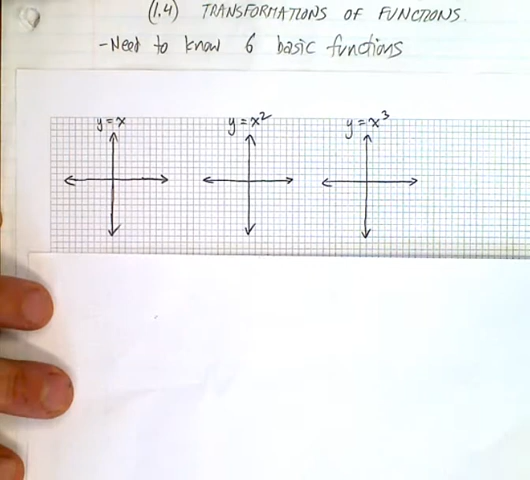 (1.4) TRANSFORMATIONS OF FUNCTIONS.
-Need to know 6 basic functions
y=x y=x² y=x³